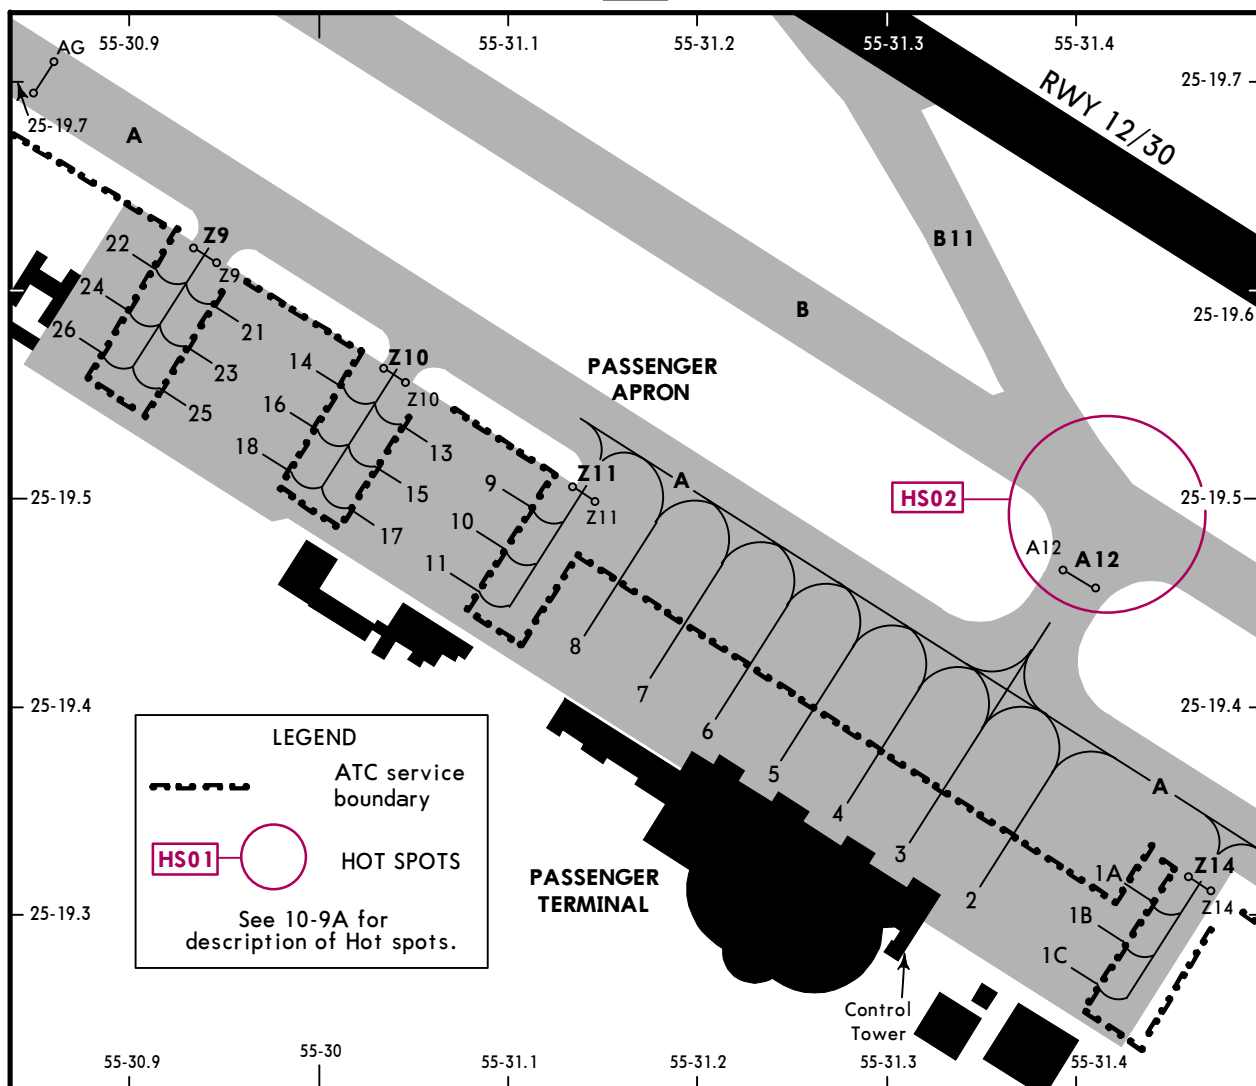 55-30.9
55-31.1
55-31.2
55-31.3
55-31.4
AG
25-19.7
25-19.7
RWY 12/30
A
Z9
Z9
22
24
26
21
23
25
B11
B
25-19.6
Z10
Z10
14
16
18
13
15
17
PASSENGER
APRON
A
Z11
Z11
9
10
11
HS02
25-19.5
25-19.5
A12
A12
8
7
6
5
4
3
2
25-19.4
25-19.4
A
LEGEND
ATC service
boundary
HS01
HOT SPOTS
See 10-9A for
description of Hot spots.
PASSENGER
TERMINAL
Z14
Z14
1A
1B
1C
25-19.3
Control
Tower
55-30.9
55-30
55-31.1
55-31.2
55-31.3
55-31.4